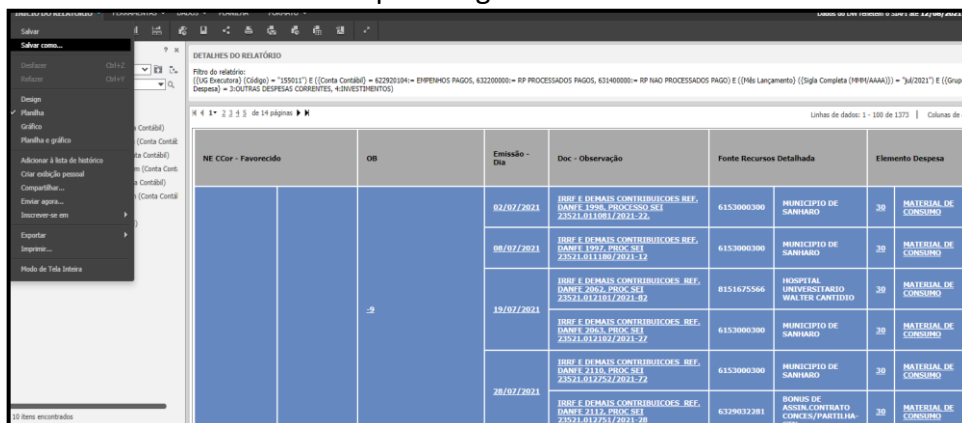 INÍCIO DO RELATÓRIO
Salvar
Salvar como...
Desfazer Ctrl+Z
Refazer Ctrl+Y
Design
Planilha
Gráfico
Planilha e gráfico
Adicionar à lista de histórico
Criar exibição pessoal
Compartilhar...
Enviar agora...
Inscrever-se em
Exportar
Imprimir...
Modo de Tela Inteira
10 itens encontrados
DETALHES DO RELATÓRIO
Filtro do relatório:
({UG Executora} (Código) = "155011") E ({Conta Contábil} = 622920104:= EMPENHOS PAGOS, 632200000:= RP PROCESSADOS PAGOS, 631400000:= RP NAO PROCESSADOS PAGO) E ({Mês Lançamento} ({Sigla Completa (MMM/AAAA)}) = "jul/2021") E ({Grup
Despesa} = 3:OUTRAS DESPESAS CORRENTES, 4:INVESTIMENTOS)
1 2 3 4 5 de 14 páginas
Linhas de dados: 1 - 100 de 1373 | Colunas de
NE CCor - Favorecido OB Emissão - Dia Doc - Observação Fonte Recursos Detalhada Elemento Despesa
-9
02/07/2021 IRRF E DEMAIS CONTRIBUICOES REF. DANFE 1998, PROCESSO SEI 23521.011081/2021-22. 6153000300 MUNICIPIO DE SANHARO 30 MATERIAL DE CONSUMO
08/07/2021 IRRF E DEMAIS CONTRIBUICOES REF. DANFE 1997, PROC SEI 23521.011180/2021-12 6153000300 MUNICIPIO DE SANHARO 30 MATERIAL DE CONSUMO
19/07/2021 IRRF E DEMAIS CONTRIBUICOES REF. DANFE 2062, PROC SEI 23521.012181/2021-82 8151675566 HOSPITAL UNIVERSITARIO WALTER CANTIDIO 30 MATERIAL DE CONSUMO
IRRF E DEMAIS CONTRIBUICOES REF. DANFE 2063, PROC SEI 23521.012182/2021-27 6153000300 MUNICIPIO DE SANHARO 30 MATERIAL DE CONSUMO
28/07/2021 IRRF E DEMAIS CONTRIBUICOES REF. DANFE 2110, PROC SEI 23521.012752/2021-72 6153000300 MUNICIPIO DE SANHARO 30 MATERIAL DE CONSUMO
IRRF E DEMAIS CONTRIBUICOES REF. DANFE 2112, PROC SEI 23521.012751/2021-28 6329032281 BONUS DE ASSIN.CONTRATO CONCES/PARTILHA- 30 MATERIAL DE CONSUMO